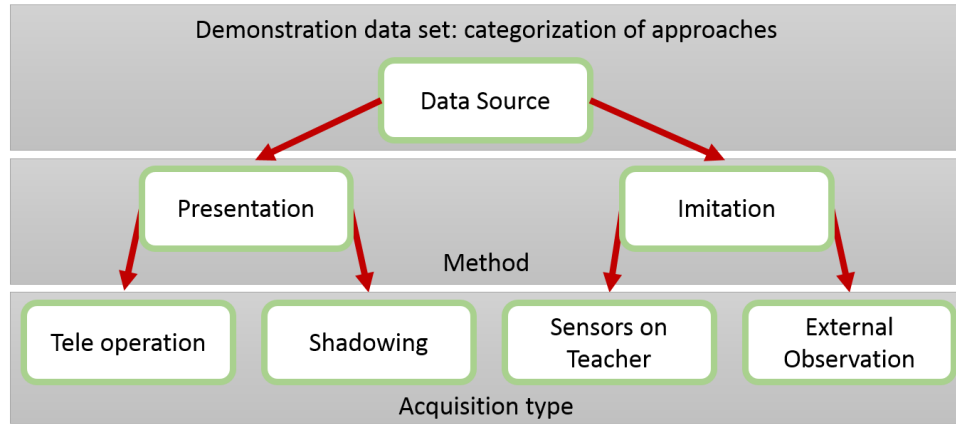 Demonstration data set: categorization of approaches
Data Source
Presentation
Imitation
Method
Tele operation
Shadowing
Sensors on
Teacher
External
Observation
Acquisition type